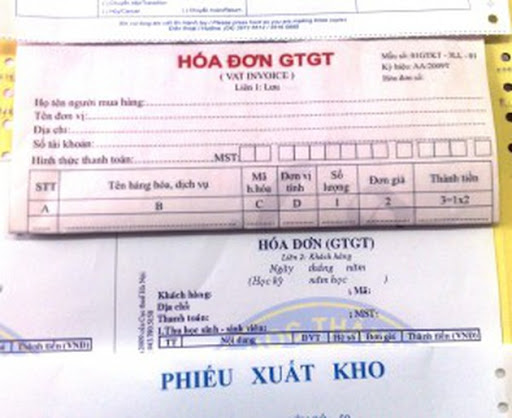 HÓA ĐƠN GTGT
( VAT INVOICE )
Liên 1: Lưu
Mẫu số: 01GTKT - 3LL - 01
Ký hiệu: AA/2009T
Hóa đơn số:
Họ tên người mua hàng:
Tên đơn vị:
Địa chỉ:
Số tài khoản:
Hình thức thanh toán: MST:
STT Tên hàng hóa, dịch vụ Mã h.hóa Đơn vị tính Số lượng Đơn giá Thành tiền
A B C D 1 2 3=1x2
HÓA ĐƠN (GTGT)
Liên 2: Khách hàng
Ngày tháng năm
(Học kỳ năm học )
Khách hàng: ; Mã:
Địa chỉ
Thanh toán: ; MST:
1.Thu học sinh - sinh viên:
Thành tiền (VNĐ) TT Nội dung ĐVT Hệ số Đơn giá Thành tiền (VNĐ)
PHIẾU XUẤT KHO